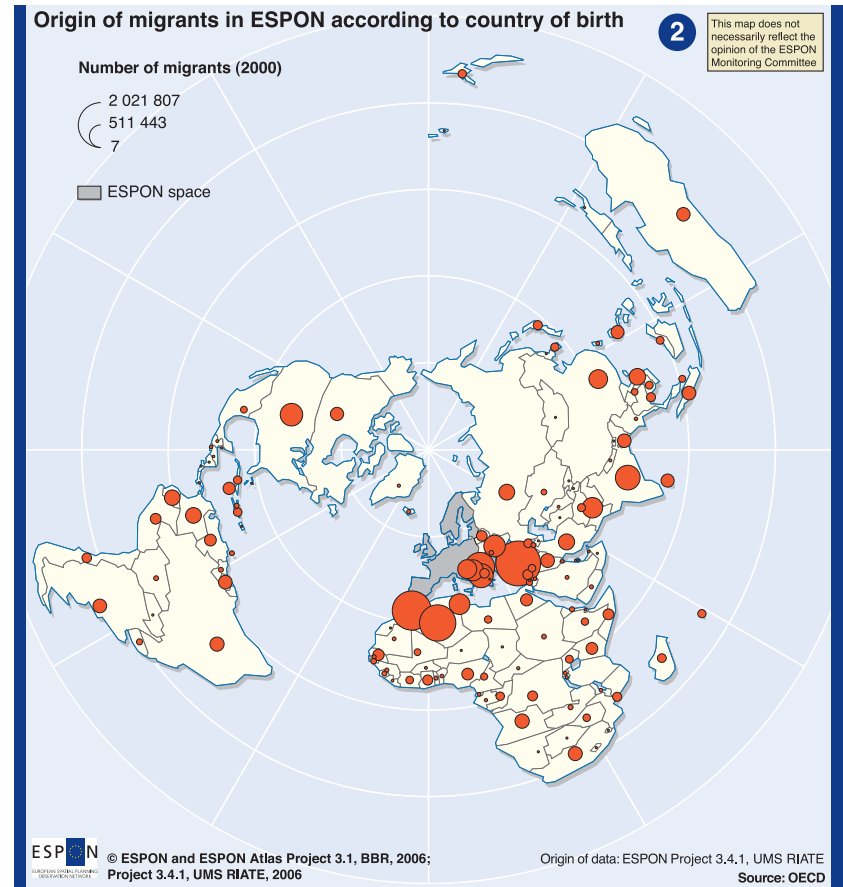 Origin of migrants in ESPON according to country of birth
2
This map does not
necessarily reflect the
opinion of the ESPON
Monitoring Committee
Number of migrants (2000)
2 021 807
511 443
7
ESPON space
ESPON
EUROPEAN SPATIAL PLANNING
OBSERVATION NETWORK
© ESPON and ESPON Atlas Project 3.1, BBR, 2006;
Project 3.4.1, UMS RIATE, 2006
Origin of data: ESPON Project 3.4.1, UMS RIATE
Source: OECD